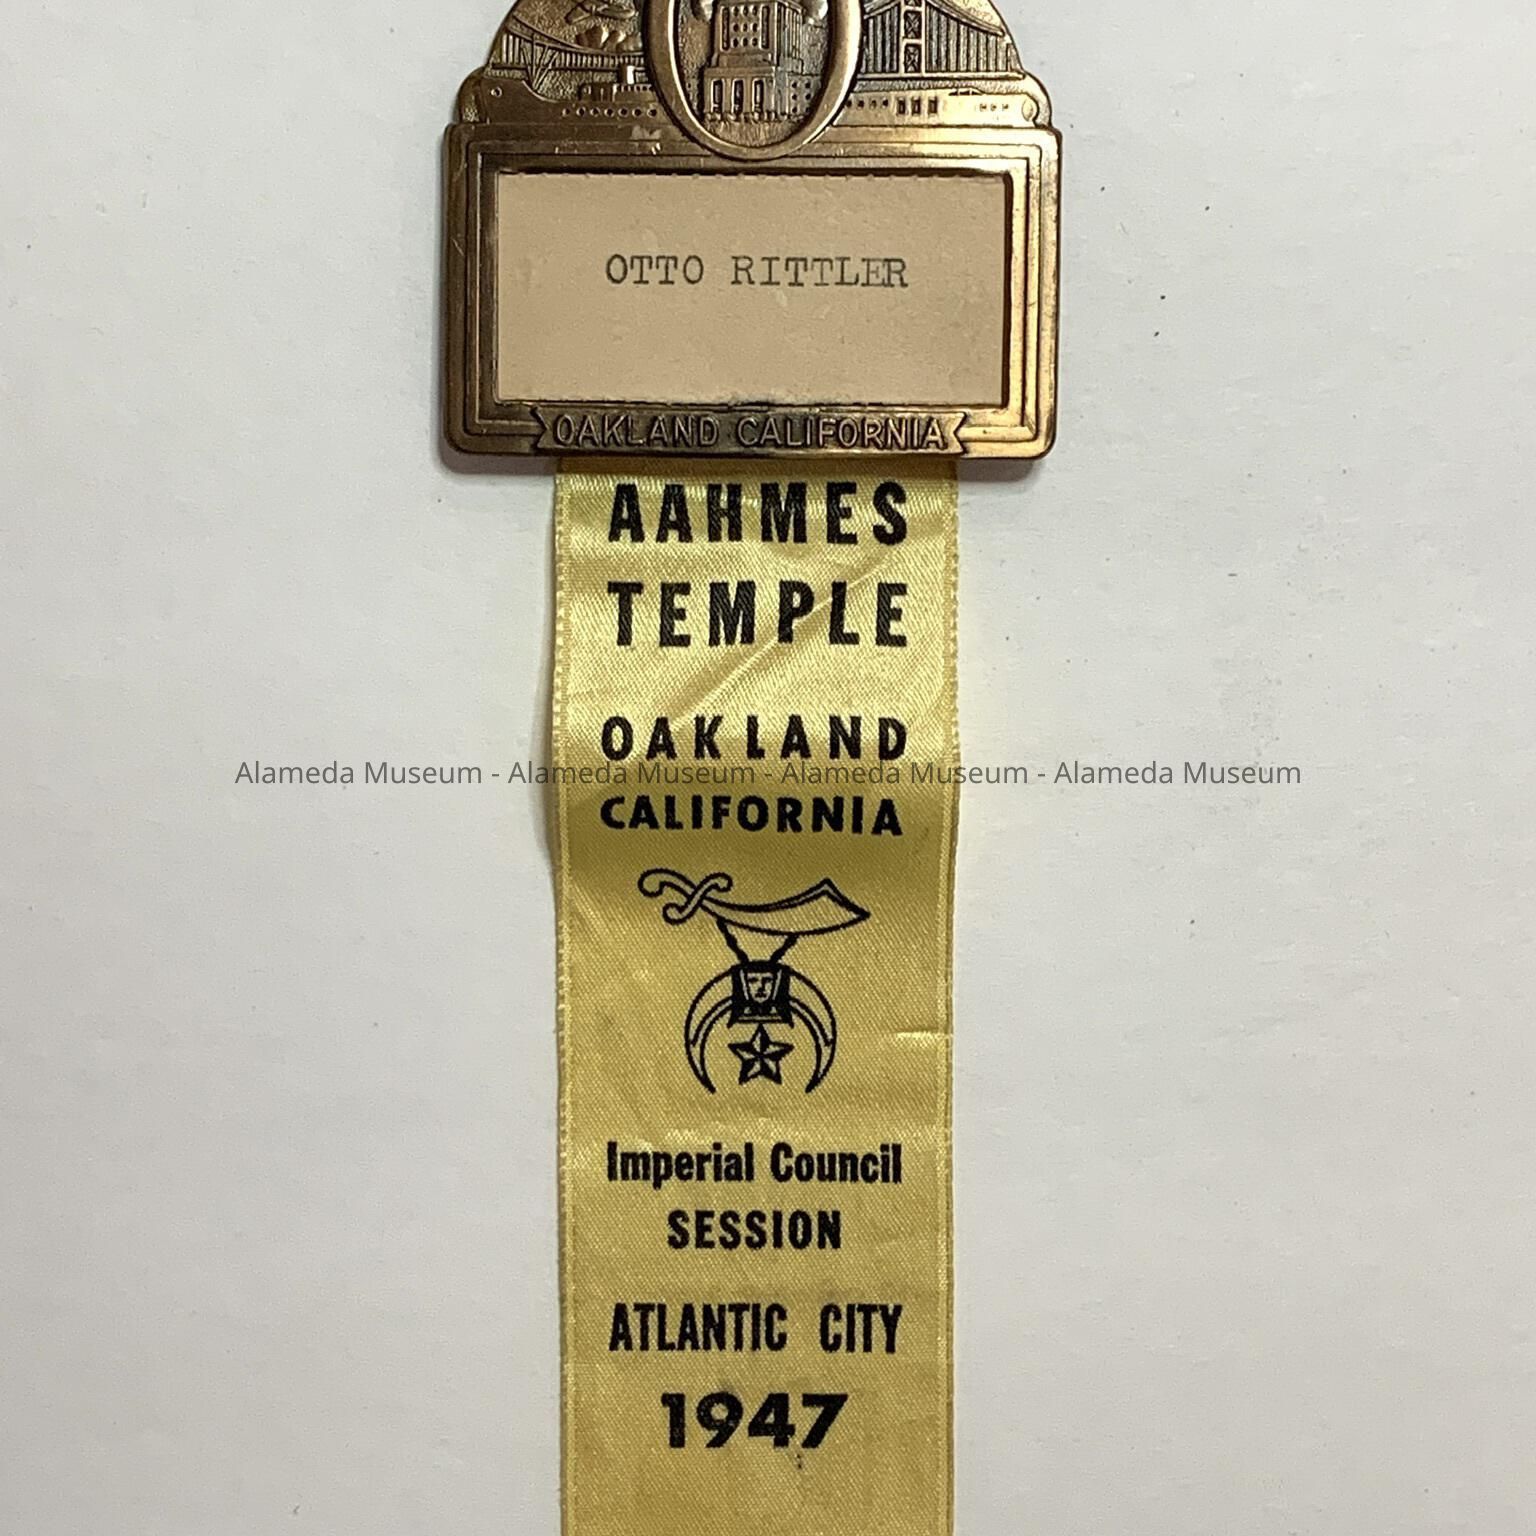 OTTO RITTLER
OAKLAND CALIFORNIA
AAHMES
TEMPLE
OAKLAND
Alameda Museum - Alameda Museum - Alameda Museum - Alameda Museum
CALIFORNIA
Imperial Council
SESSION
ATLANTIC CITY
1947